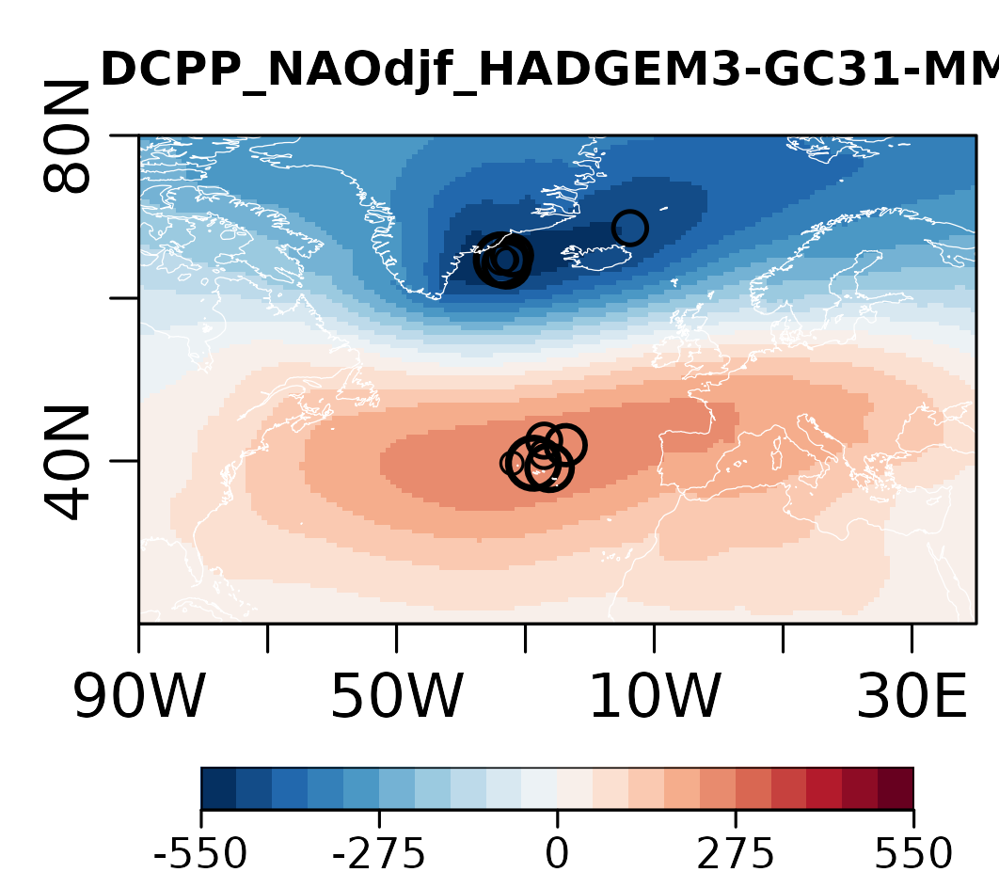 DCPP_NAOdjf_HADGEM3-GC31-MM
80N
40N
90W 50W 10W 30E
-550 -275 0 275 550